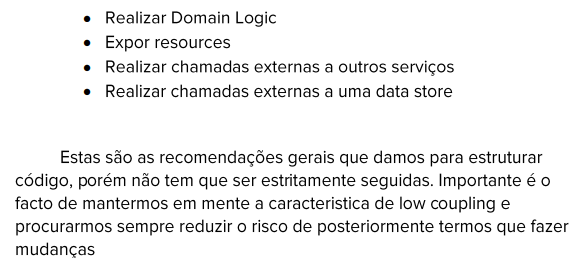 • Realizar Domain Logic
• Expor resources
• Realizar chamadas externas a outros serviços
• Realizar chamadas externas a uma data store
Estas são as recomendações gerais que damos para estruturar
código, porém não tem que ser estritamente seguidas. Importante é o
facto de mantermos em mente a caracteristica de low coupling e
procurarmos sempre reduzir o risco de posteriormente termos que fazer
mudanças